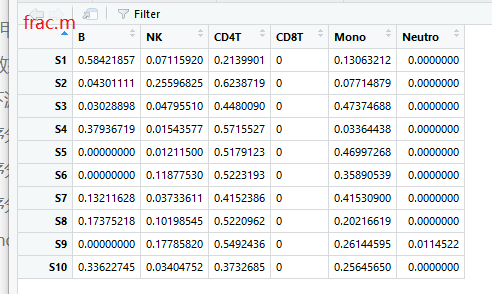 frac.m
Filter
B NK CD4T CD8T Mono Neutro
S1 0.58421857 0.07115920 0.2139901 0 0.13063212 0.0000000
S2 0.04301111 0.25596825 0.6238719 0 0.07714879 0.0000000
S3 0.03028898 0.04795510 0.4480090 0 0.47374688 0.0000000
S4 0.37936719 0.01543577 0.5715527 0 0.03364438 0.0000000
S5 0.00000000 0.01211500 0.5179123 0 0.46997268 0.0000000
S6 0.00000000 0.11877530 0.5223193 0 0.35890539 0.0000000
S7 0.13211628 0.03733611 0.4152386 0 0.41530900 0.0000000
S8 0.17375218 0.10198545 0.5220962 0 0.20216619 0.0000000
S9 0.00000000 0.17785820 0.5492436 0 0.26144595 0.0114522
S10 0.33622745 0.03404752 0.3732685 0 0.25645650 0.0000000